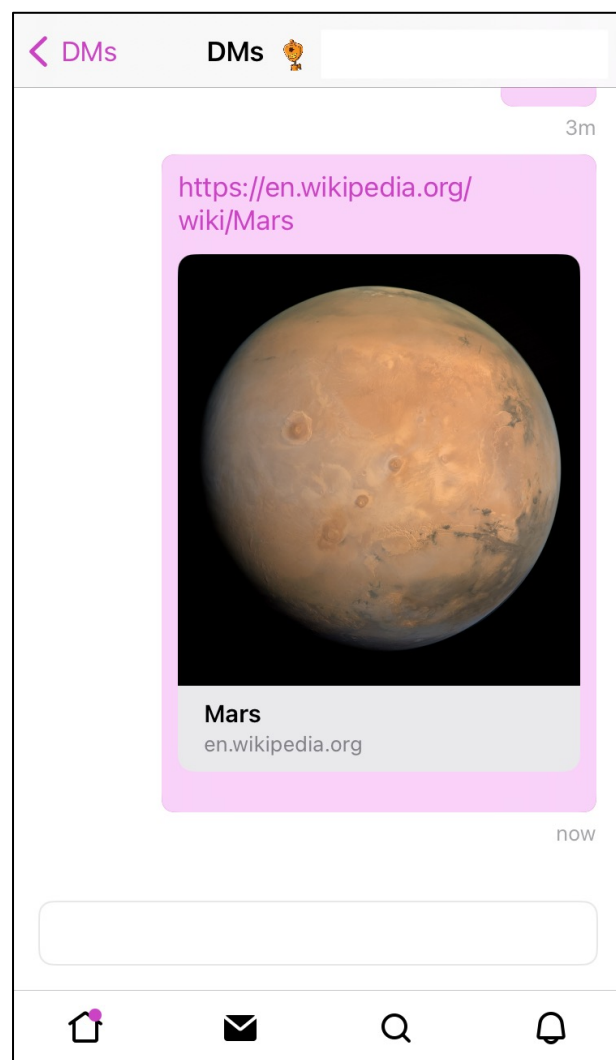 DMs DMs
3m
https://en.wikipedia.org/
wiki/Mars
Mars
en.wikipedia.org
now